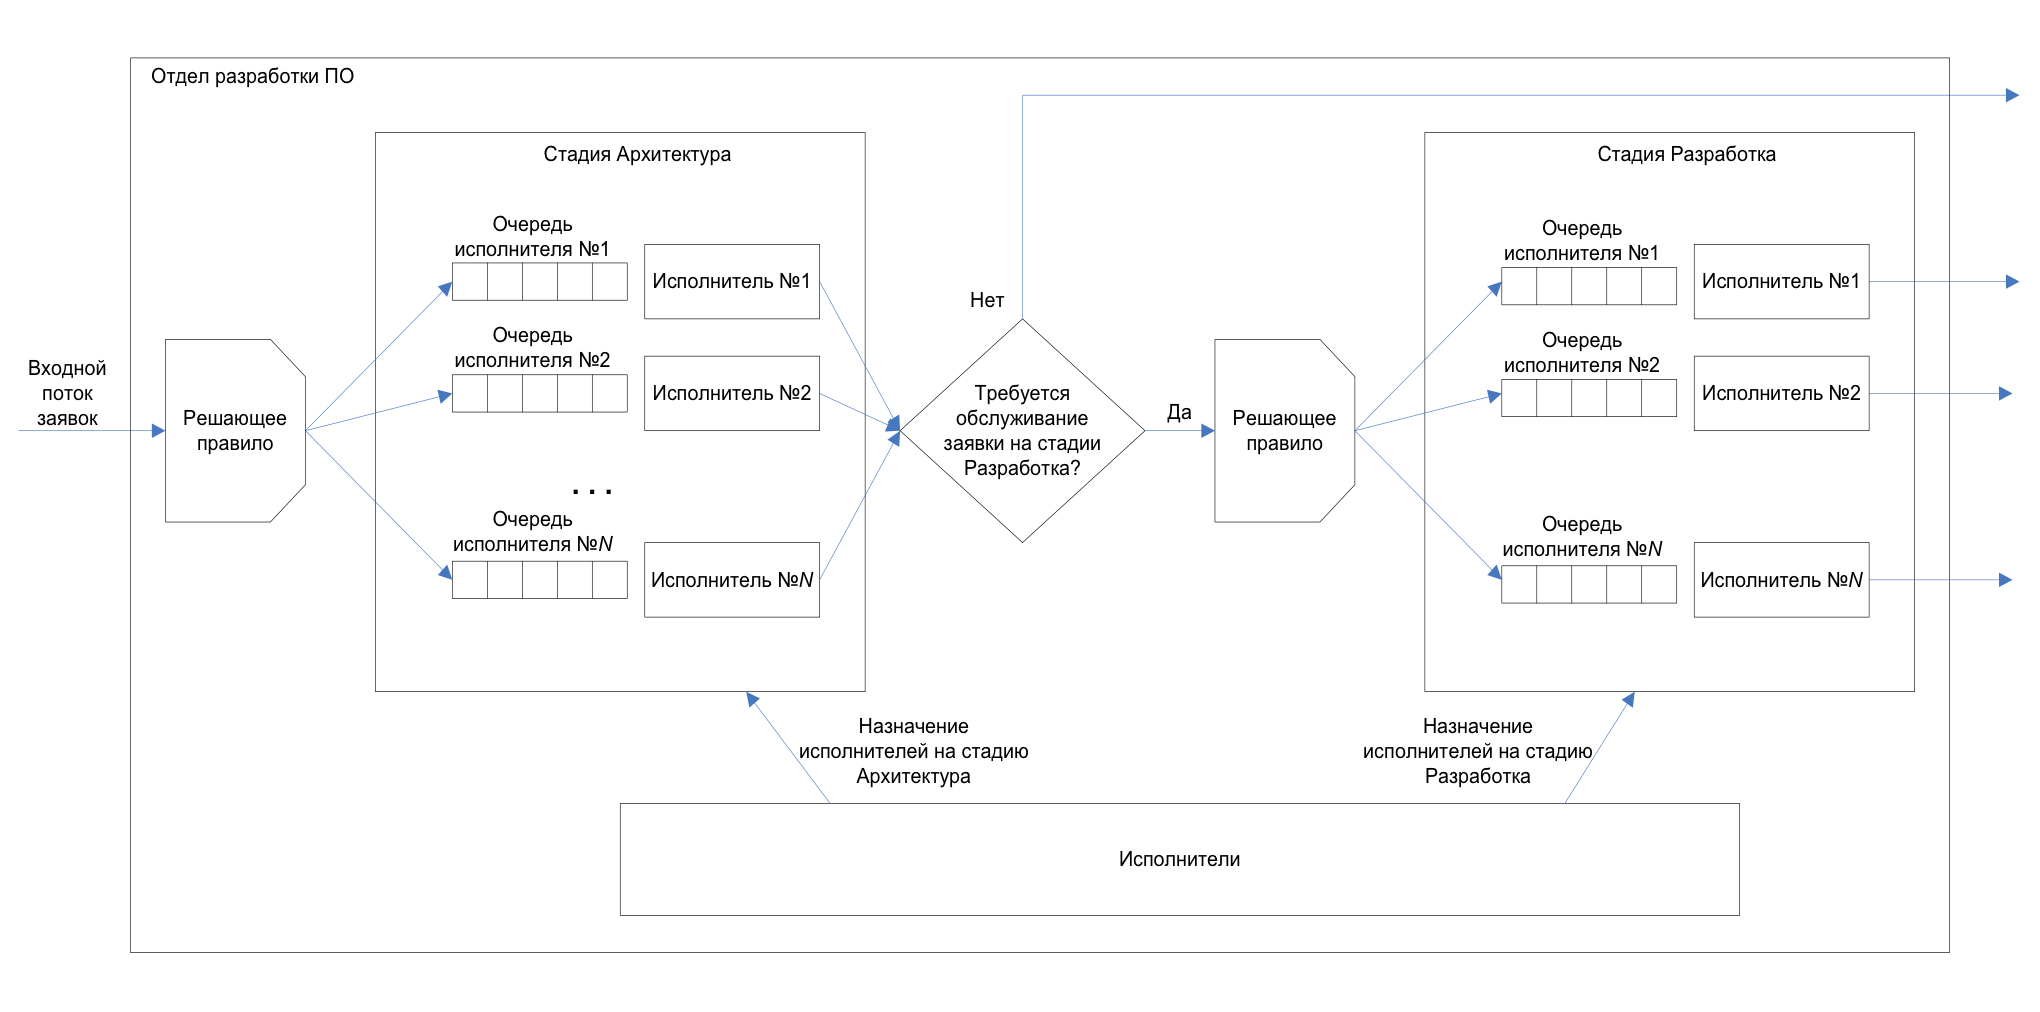 Отдел разработки ПО
Входной
поток
заявок
Решающее
правило
Стадия Архитектура
Очередь
исполнителя №1
Исполнитель №1
Очередь
исполнителя №2
Исполнитель №2
...
Очередь
исполнителя №N
Исполнитель №N
Нет
Требуется
обслуживание
заявки на стадии
Разработка?
Да
Решающее
правило
Стадия Разработка
Очередь
исполнителя №1
Исполнитель №1
Очередь
исполнителя №2
Исполнитель №2
Очередь
исполнителя №N
Исполнитель №N
Назначение
исполнителей на стадию
Архитектура
Назначение
исполнителей на стадию
Разработка
Исполнители